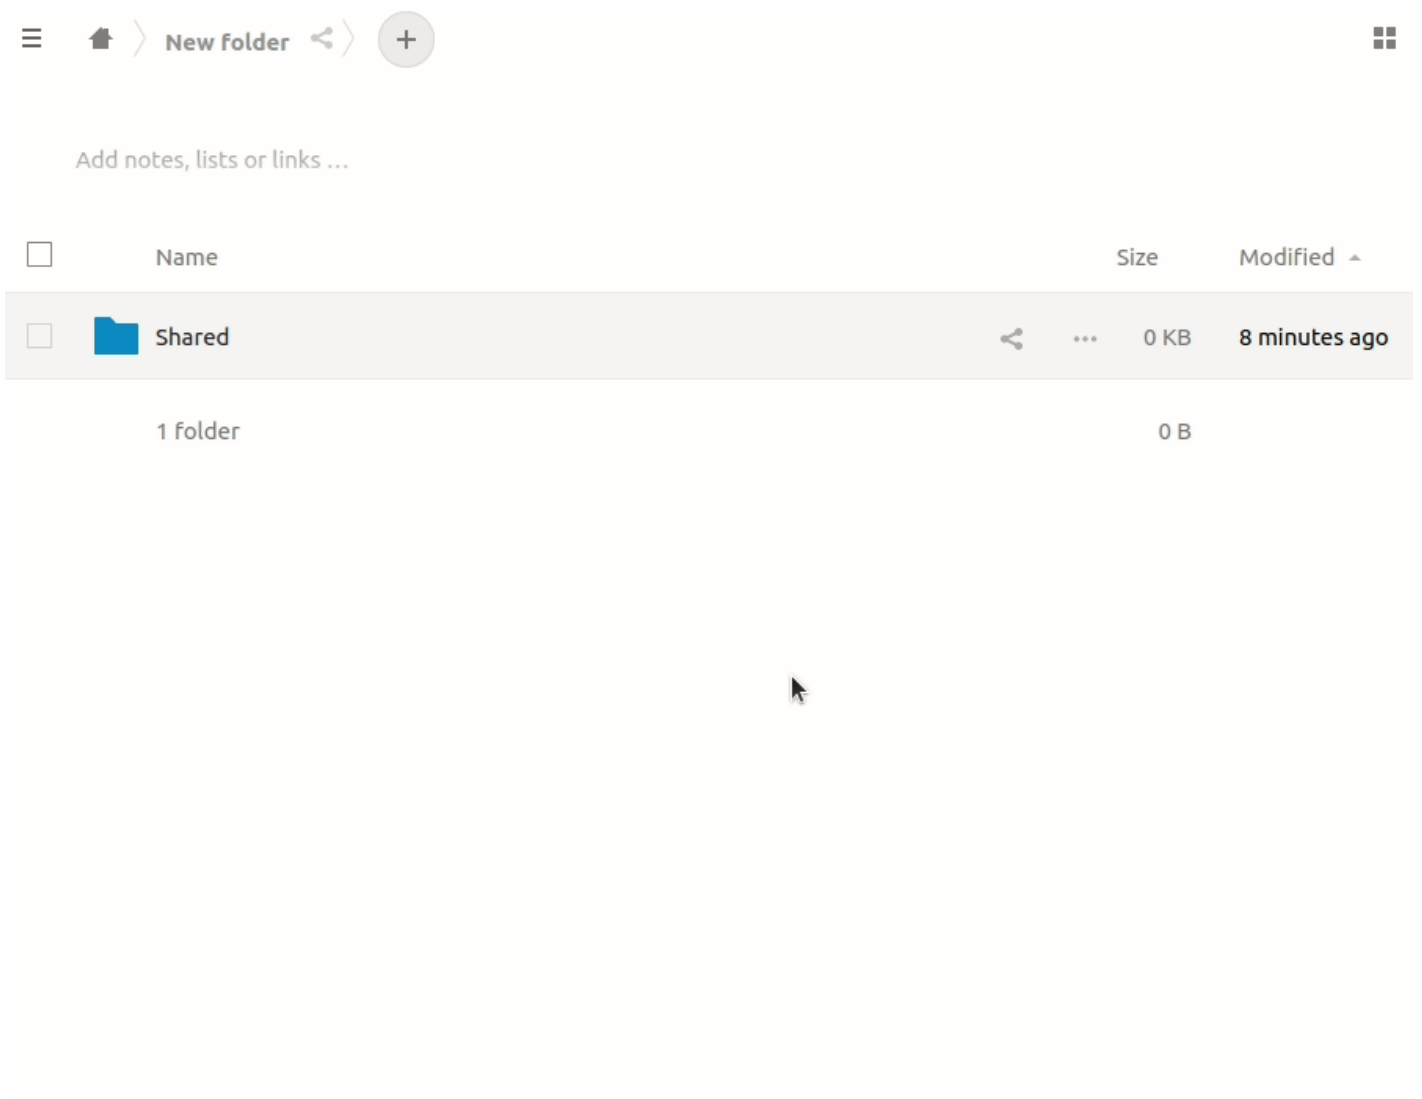 New folder
Add notes, lists or links ...
Name Size Modified
Shared 0 KB 8 minutes ago
1 folder 0 B